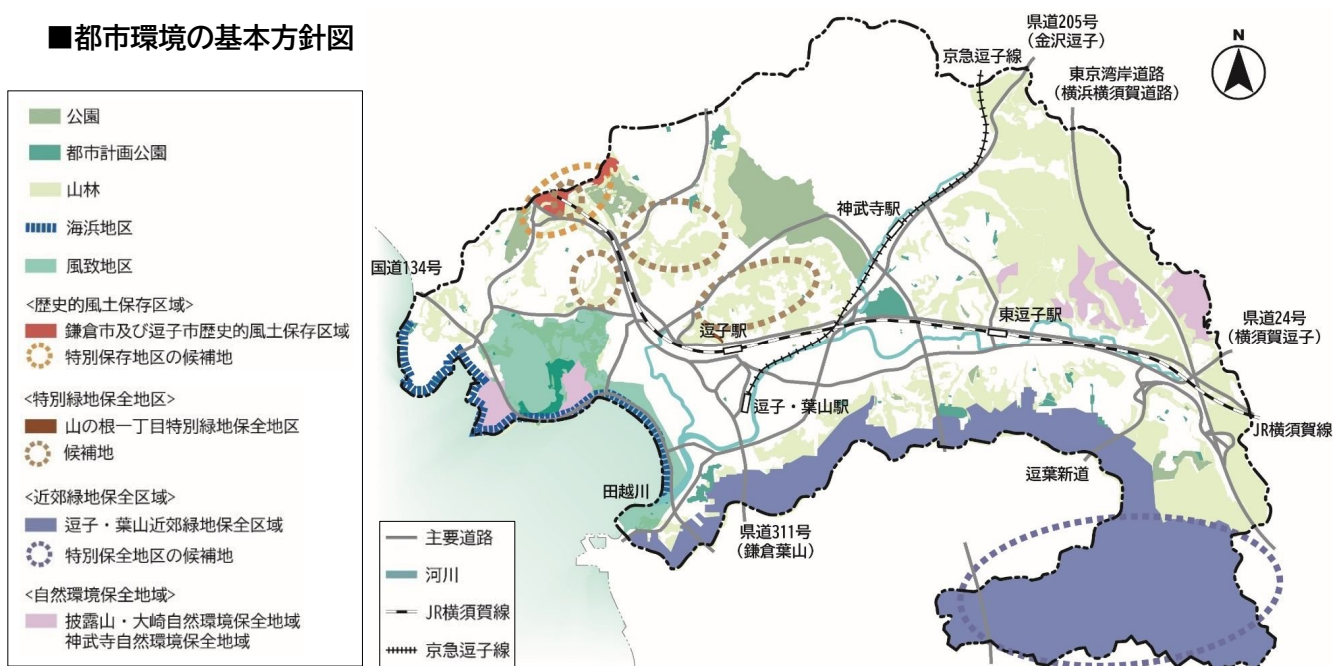 ■都市環境の基本方針図
公園
都市計画公園
山林
海浜地区
風致地区
<歴史的風土保存区域>
鎌倉市及び逗子市歴史的風土保存区域
特別保存地区の候補地
<特別緑地保全地区>
山の根一丁目特別緑地保全地区
候補地
<近郊緑地保全区域>
逗子・葉山近郊緑地保全区域
特別保全地区の候補地
<自然環境保全地域>
披露山・大崎自然環境保全地域
神武寺自然環境保全地域
県道205号
(金沢逗子)
京急逗子線
東京湾岸道路
(横浜横須賀道路)
N
神武寺駅
国道134号
逗子駅
東逗子駅
県道24号
(横須賀逗子)
逗子・葉山駅
JR横須賀線
逗葉新道
田越川
県道311号
(鎌倉葉山)
主要道路
河川
JR横須賀線
京急逗子線